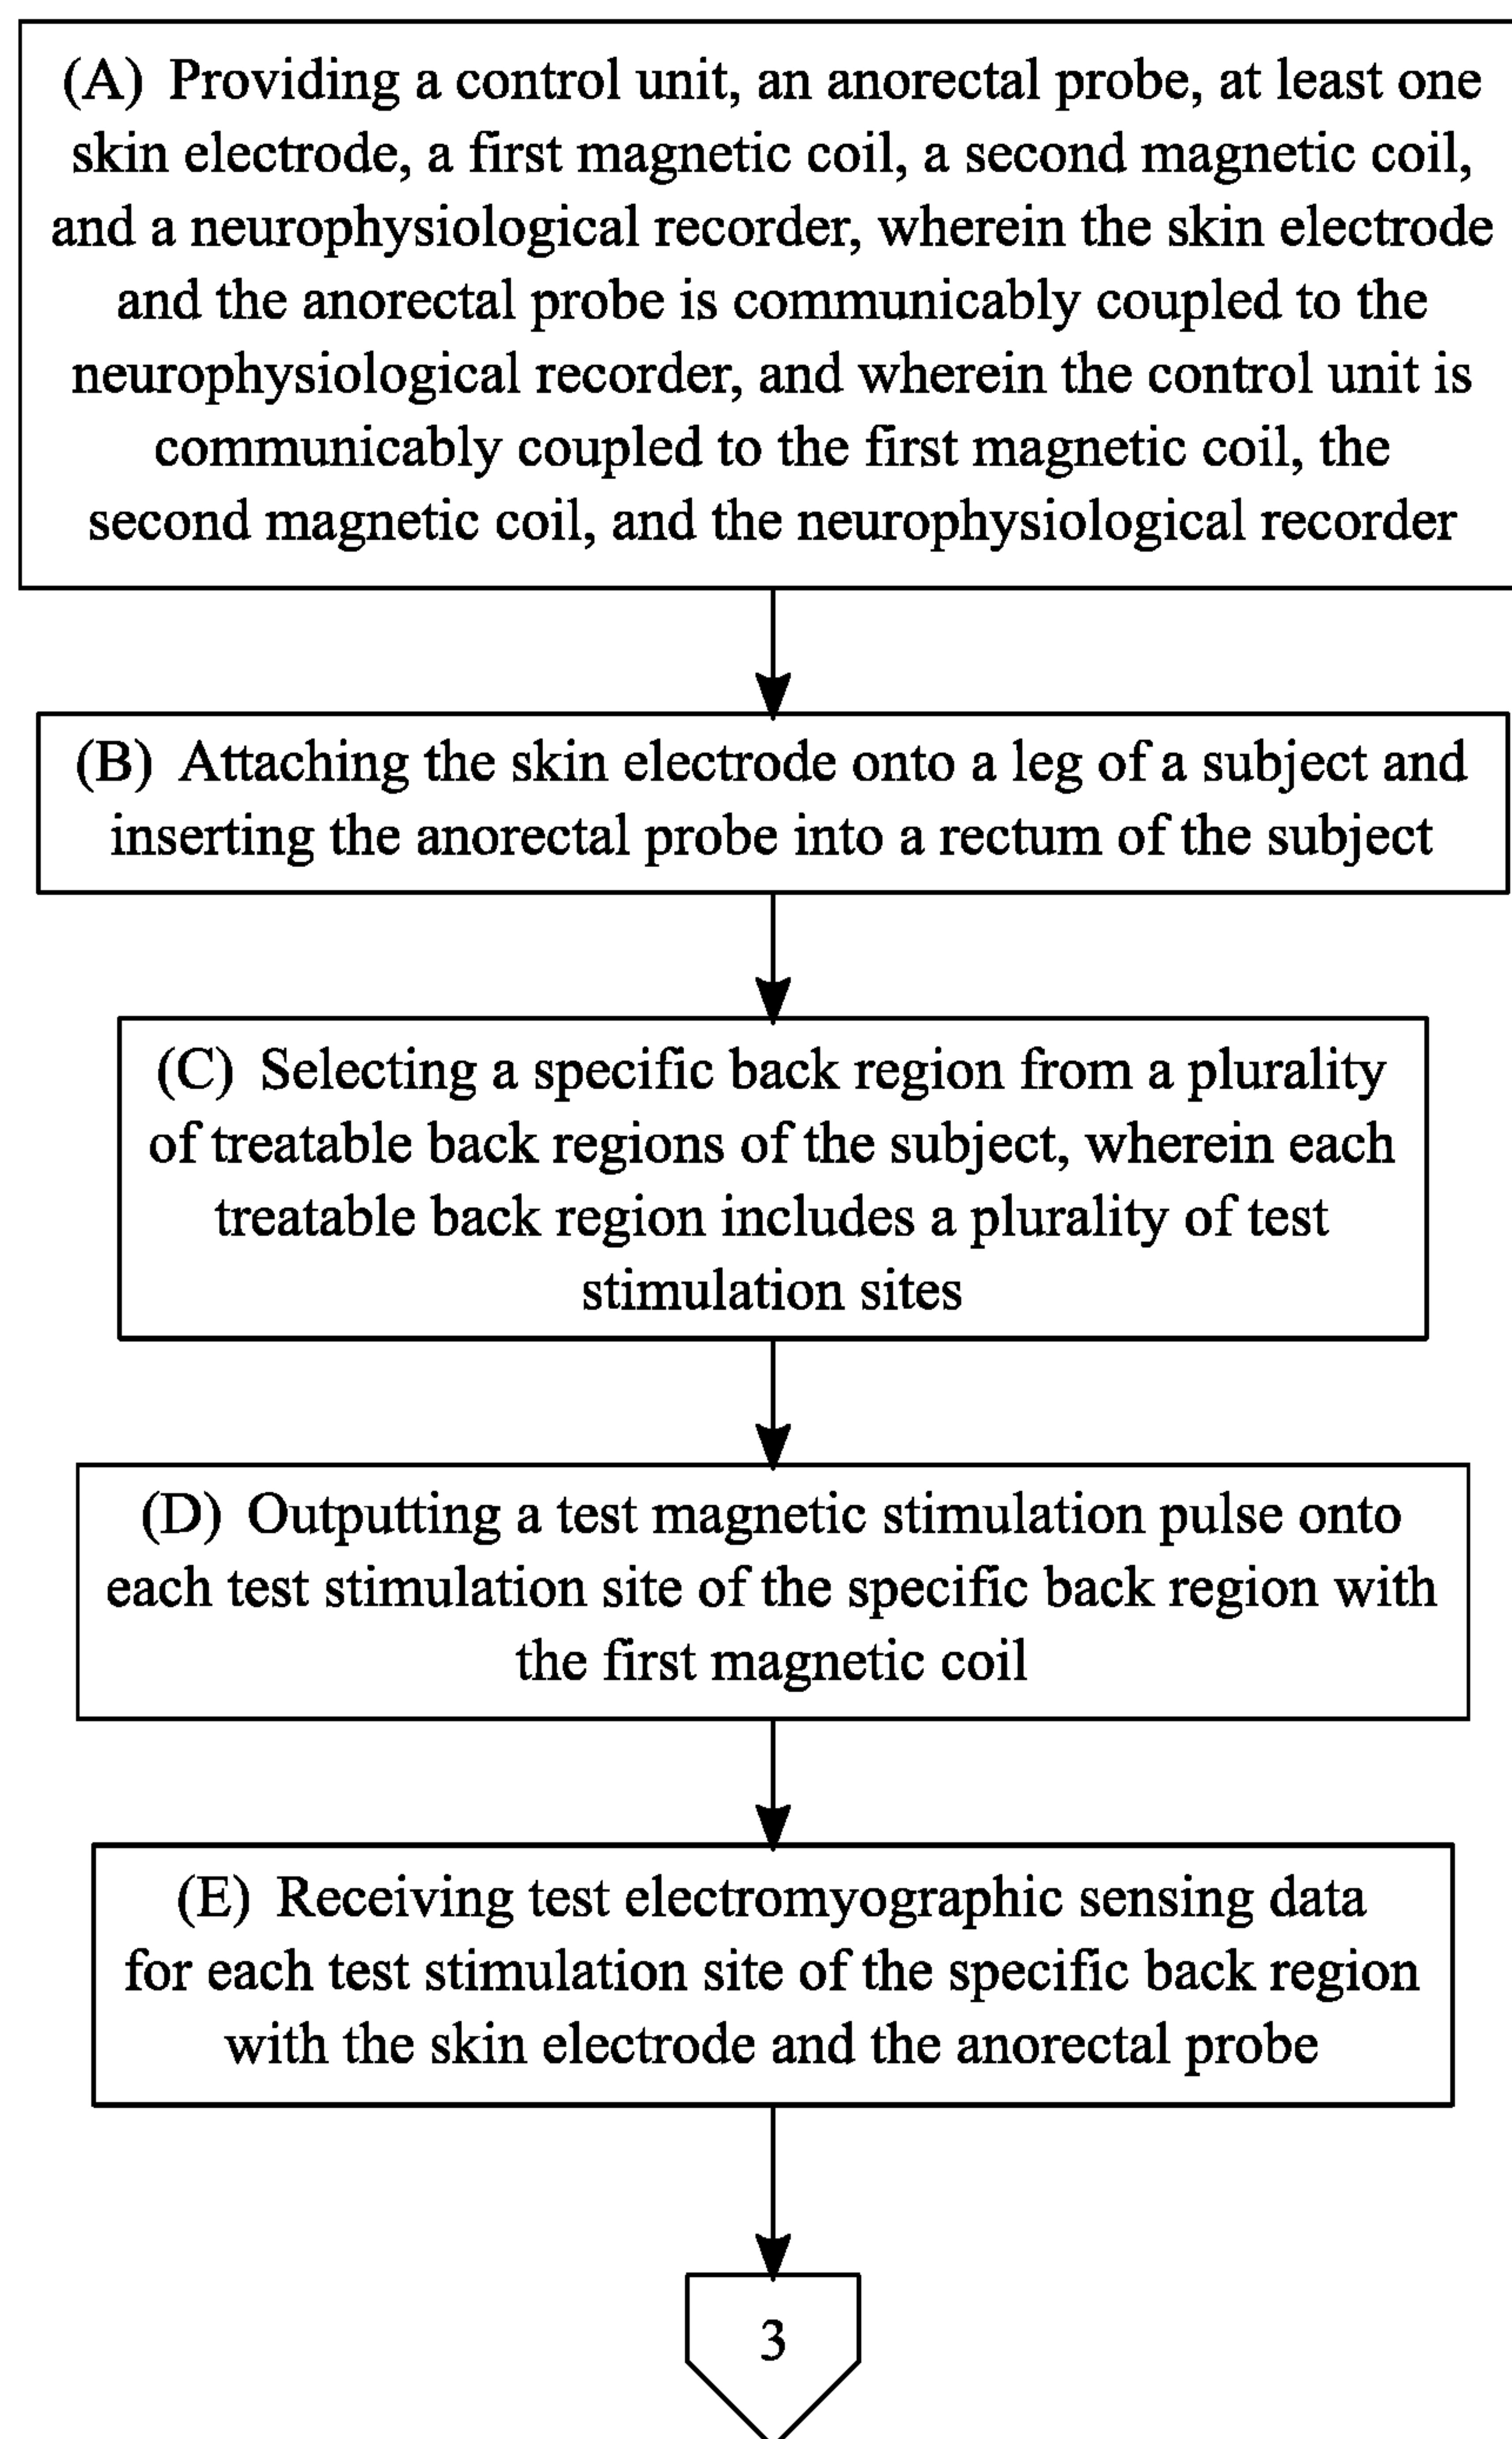 (A) Providing a control unit, an anorectal probe, at least one
skin electrode, a first magnetic coil, a second magnetic coil,
and a neurophysiological recorder, wherein the skin electrode
and the anorectal probe is communicably coupled to the
neurophysiological recorder, and wherein the control unit is
communicably coupled to the first magnetic coil, the
second magnetic coil, and the neurophysiological recorder
(B) Attaching the skin electrode onto a leg of a subject and
inserting the anorectal probe into a rectum of the subject
(C) Selecting a specific back region from a plurality
of treatable back regions of the subject, wherein each
treatable back region includes a plurality of test
stimulation sites
(D) Outputting a test magnetic stimulation pulse onto
each test stimulation site of the specific back region with
the first magnetic coil
(E) Receiving test electromyographic sensing data
for each test stimulation site of the specific back region
with the skin electrode and the anorectal probe
3